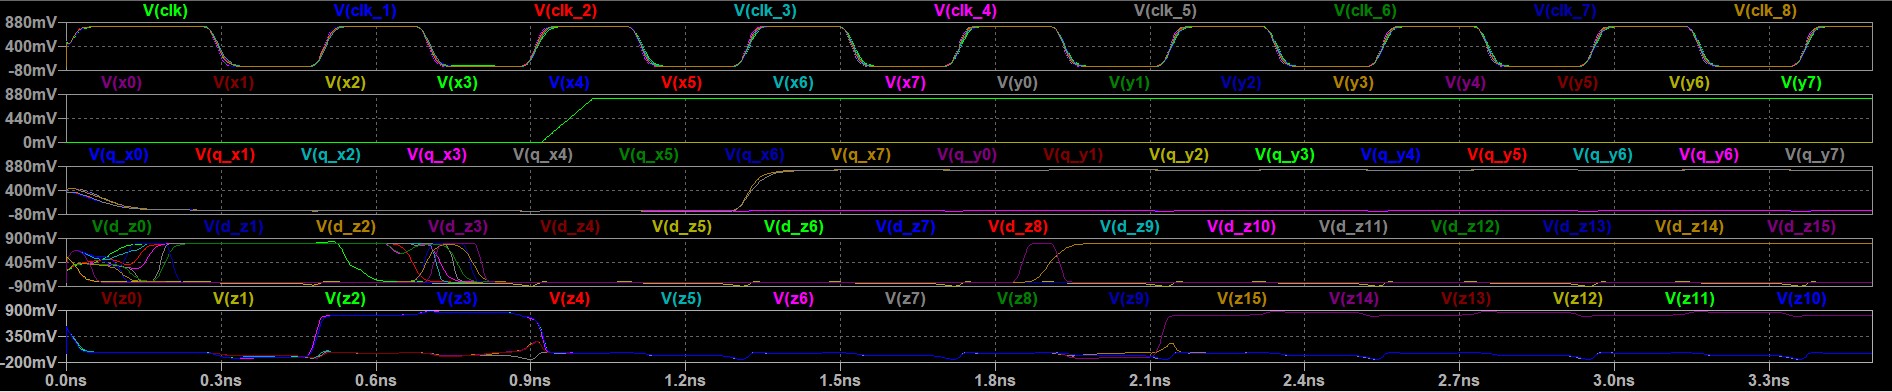 V(clk) V(clk_1) V(clk_2) V(clk_3) V(clk_4) V(clk_5) V(clk_6) V(clk_7) V(clk_8)
880mV
400mV
-80mV
V(x0) V(x1) V(x2) V(x3) V(x4) V(x5) V(x6) V(x7) V(y0) V(y1) V(y2) V(y3) V(y4) V(y5) V(y6) V(y7)
880mV
440mV
0mV
V(q_x0) V(q_x1) V(q_x2) V(q_x3) V(q_x4) V(q_x5) V(q_x6) V(q_x7) V(q_y0) V(q_y1) V(q_y2) V(q_y3) V(q_y4) V(q_y5) V(q_y6) V(q_y6) V(q_y7)
880mV
400mV
-80mV
V(d_z0) V(d_z1) V(d_z2) V(d_z3) V(d_z4) V(d_z5) V(d_z6) V(d_z7) V(d_z8) V(d_z9) V(d_z10) V(d_z11) V(d_z12) V(d_z13) V(d_z14) V(d_z15)
900mV
405mV
-90mV
V(z0) V(z1) V(z2) V(z3) V(z4) V(z5) V(z6) V(z7) V(z8) V(z9) V(z15) V(z14) V(z13) V(z12) V(z11) V(z10)
900mV
350mV
-200mV
0.0ns 0.3ns 0.6ns 0.9ns 1.2ns 1.5ns 1.8ns 2.1ns 2.4ns 2.7ns 3.0ns 3.3ns